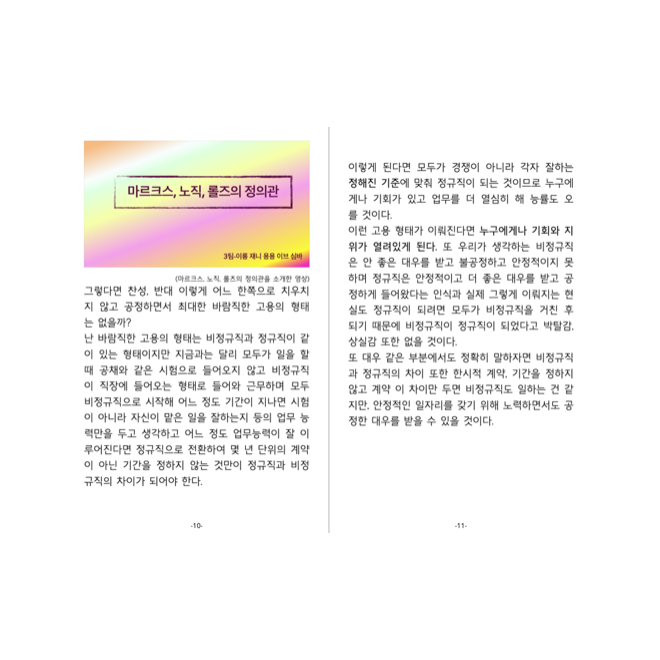 마르크스, 노직, 롤즈의 정의관
3팀-이롬 재니 용용 이브 심바
(마르크스, 노직, 롤즈의 정의관을 소개한 영상)
그렇다면 찬성, 반대 이렇게 어느 한쪽으로 치우치
지 않고 공정하면서 최대한 바람직한 고용의 형태
는 없을까?
난 바람직한 고용의 형태는 비정규직과 정규직이 같
이 있는 형태이지만 지금과는 달리 모두가 일을 할
때 공채와 같은 시험으로 들어오지 않고 비정규직
이 직장에 들어오는 형태로 들어와 근무하며 모두
비정규직으로 시작해 어느 정도 기간이 지나면 시험
이 아니라 자신이 맡은 일을 잘하는지 등의 업무 능
력만을 두고 생각하고 어느 정도 업무능력이 잘 이
루어진다면 정규직으로 전환하여 몇 년 단위의 계약
이 아닌 기간을 정하지 않는 것만이 정규직과 비정
규직의 차이가 되어야 한다.
-10-
이렇게 된다면 모두가 경쟁이 아니라 각자 잘하는
정해진 기준에 맞춰 정규직이 되는 것이므로 누구에
게나 기회가 있고 업무를 더 열심히 해 능률도 오
를 것이다.
이런 고용 형태가 이뤄진다면 누구에게나 기회와 지
위가 열려있게 된다. 또 우리가 생각하는 비정규직
은 안 좋은 대우를 받고 불공정하고 안정적이지 못
하며 정규직은 안정적이고 더 좋은 대우를 받고 공
정하게 들어왔다는 인식과 실제 그렇게 이뤄지는 현
실도 정규직이 되려면 모두가 비정규직을 거친 후
되기 때문에 비정규직이 정규직이 되었다고 박탈감,
상실감 또한 없을 것이다.
또 대우 같은 부분에서도 정확히 말하자면 비정규직
과 정규직의 차이 또한 한시적 계약, 기간을 정하지
않고 계약 이 차이만 두면 비정규직도 일하는 건 같
지만, 안정적인 일자리를 갖기 위해 노력하면서도 공
정한 대우를 받을 수 있을 것이다.
-11-